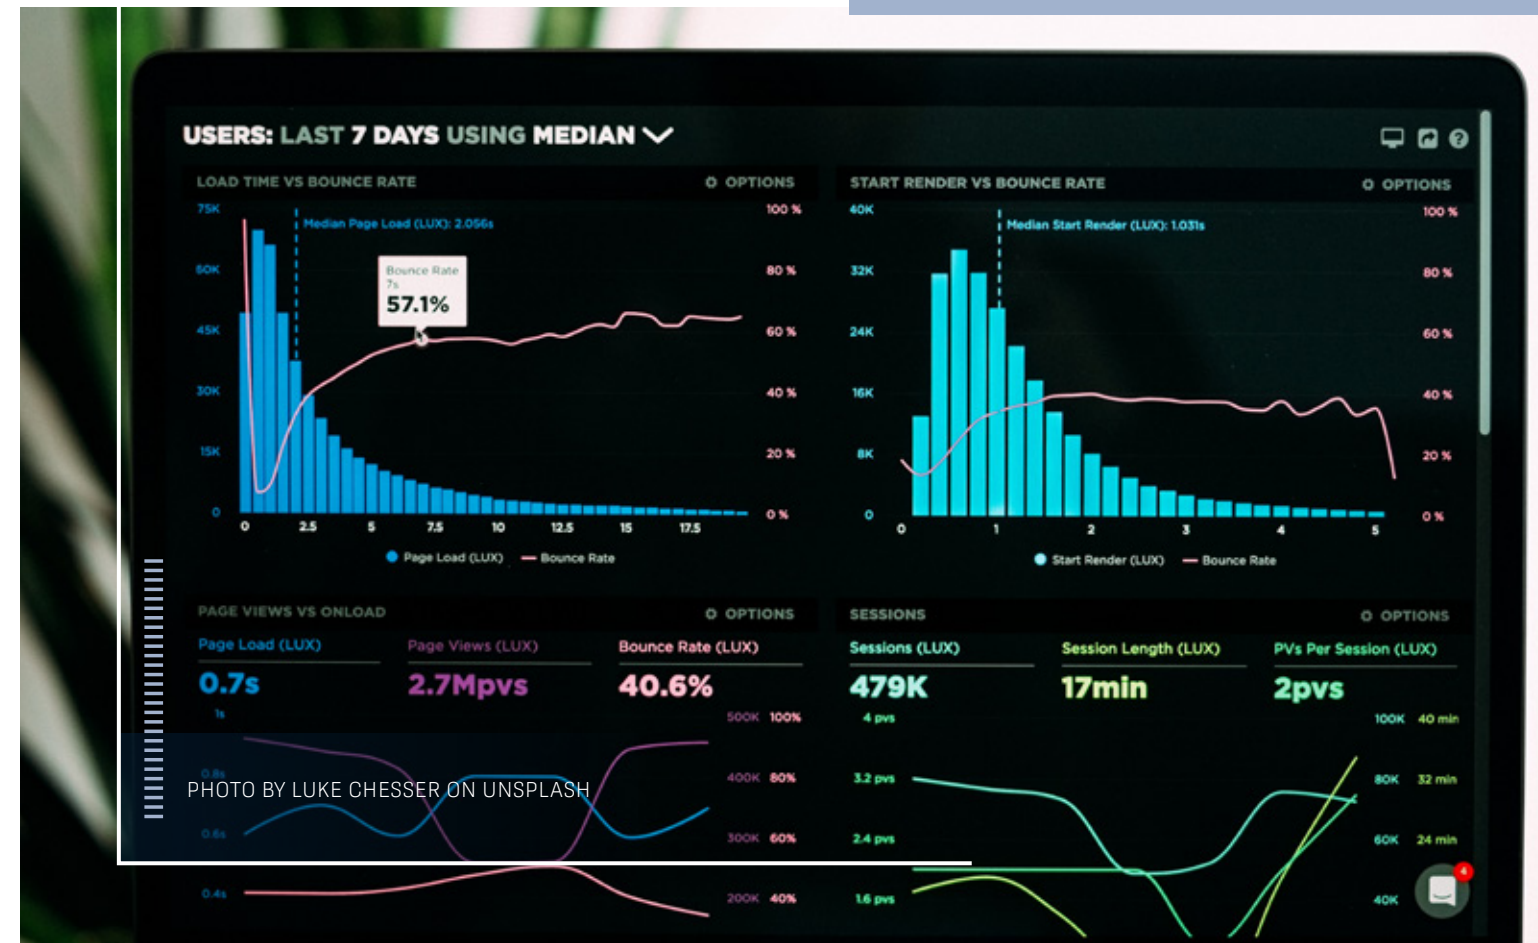 USERS: LAST 7 DAYS USING MEDIAN
LOAD TIME VS BOUNCE RATE
OPTIONS
75K
100 %
Median Page Load (LUX): 2.056s
60K
80 %
Bounce Rate
7s
57.1%
45K
60 %
30K
40 %
15K
20 %
0
0 %
0 2.5 5 7.5 10 12.5 15 17.5
Page Load (LUX) Bounce Rate
START RENDER VS BOUNCE RATE
OPTIONS
40K
100 %
Median Start Render (LUX): 1.031s
32K
80 %
24K
60 %
16K
40 %
8K
20 %
0
0 %
0 1 2 3 4 5
Start Render (LUX) Bounce Rate
PAGE VIEWS VS ONLOAD
OPTIONS
Page Load (LUX) Page Views (LUX) Bounce Rate (LUX)
0.7s 2.7Mpvs 40.6%
1s 500K 100%
0.8s 400K 80%
PHOTO BY LUKE CHESSER ON UNSPLASH
0.6s 300K 60%
0.4s 200K 40%
SESSIONS
OPTIONS
Sessions (LUX) Session Length (LUX) PVs Per Session (LUX)
479K 17min 2pvs
4 pvs 100K 40 min
3.2 pvs 80K 32 min
2.4 pvs 60K 24 min
1.6 pvs 40K
4